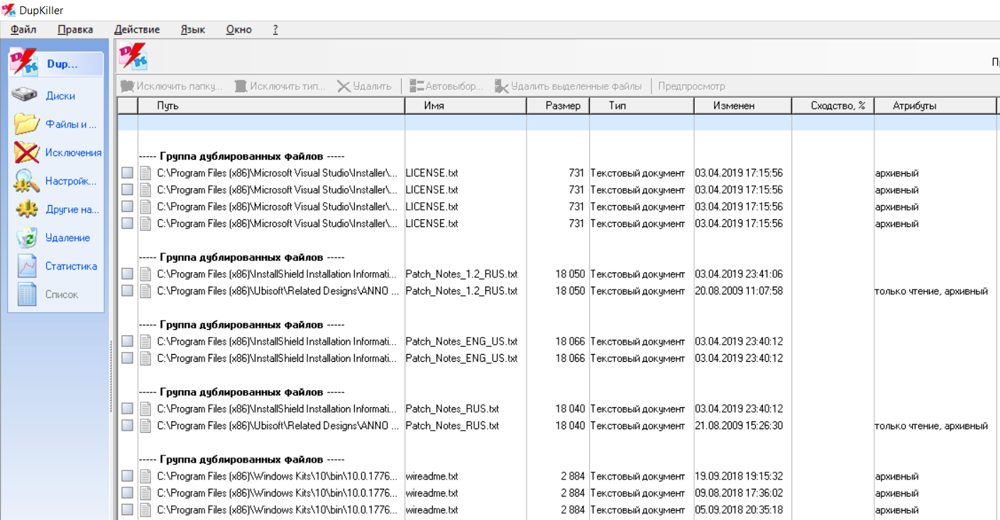 DupKiller
Файл Правка Действие Язык Окно ?
Dup...
Диски
Файлы и ...
Исключения
Настройк...
Другие на...
Удаление
Статистика
Список
Исключить папку... Исключить тип... Удалить Автовыбор... Удалить выделенные файлы Предпросмотр
Путь Имя Размер Тип Изменен Сходство, % Атрибуты
----- Группа дублированных файлов -----
C:\Program Files (x86)\Microsoft Visual Studio\Installer\... LICENSE.txt 731 Текстовый документ 03.04.2019 17:15:56 архивный
C:\Program Files (x86)\Microsoft Visual Studio\Installer\... LICENSE.txt 731 Текстовый документ 03.04.2019 17:15:56 архивный
C:\Program Files (x86)\Microsoft Visual Studio\Installer\... LICENSE.txt 731 Текстовый документ 03.04.2019 17:15:56 архивный
C:\Program Files (x86)\Microsoft Visual Studio\Installer\... LICENSE.txt 731 Текстовый документ 03.04.2019 17:15:56 архивный
----- Группа дублированных файлов -----
C:\Program Files (x86)\InstallShield Installation Informati... Patch_Notes_1.2_RUS.txt 18 050 Текстовый документ 03.04.2019 23:41:06
C:\Program Files (x86)\Ubisoft\Related Designs\ANNO ... Patch_Notes_1.2_RUS.txt 18 050 Текстовый документ 20.08.2009 11:07:58 только чтение, архивный
----- Группа дублированных файлов -----
C:\Program Files (x86)\InstallShield Installation Informati... Patch_Notes_ENG_US.txt 18 066 Текстовый документ 03.04.2019 23:40:12
C:\Program Files (x86)\InstallShield Installation Informati... Patch_Notes_ENG_US.txt 18 066 Текстовый документ 03.04.2019 23:40:12
----- Группа дублированных файлов -----
C:\Program Files (x86)\InstallShield Installation Informati... Patch_Notes_RUS.txt 18 040 Текстовый документ 03.04.2019 23:40:12
C:\Program Files (x86)\Ubisoft\Related Designs\ANNO ... Patch_Notes_RUS.txt 18 040 Текстовый документ 21.08.2009 15:26:30 только чтение, архивный
----- Группа дублированных файлов -----
C:\Program Files (x86)\Windows Kits\10\bin\10.0.1776... wireadme.txt 2 884 Текстовый документ 19.09.2018 19:15:32 архивный
C:\Program Files (x86)\Windows Kits\10\bin\10.0.1776... wireadme.txt 2 884 Текстовый документ 09.08.2018 17:36:02 архивный
C:\Program Files (x86)\Windows Kits\10\bin\10.0.1776... wireadme.txt 2 884 Текстовый документ 05.09.2018 20:35:18 архивный